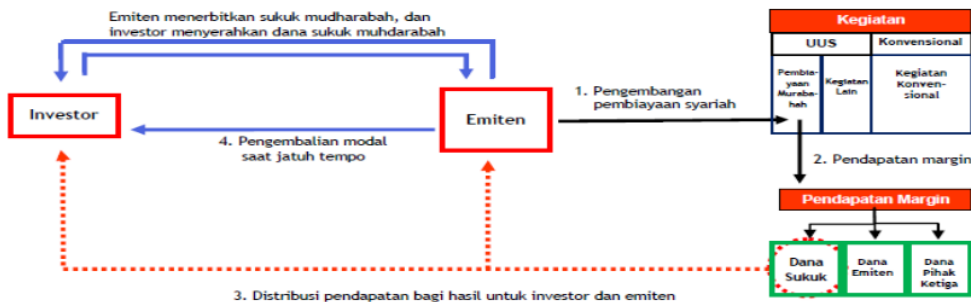 Emiten menerbitkan sukuk mudharabah, dan
investor menyerahkan dana sukuk muhdarabah
Investor
Emiten
1. Pengembangan
pembiayaan syariah
4. Pengembalian modal
saat jatuh tempo
Kegiatan
UUS
Konvensional
Pembia-
yaan
Muraba-
hah
Kegiatan
Lain
Kegiatan
Konven-
sional
2. Pendapatan margin
Pendapatan Margin
Dana
Sukuk
Dana
Emiten
Dana
Pihak
Ketiga
3. Distribusi pendapatan bagi hasil untuk investor dan emiten